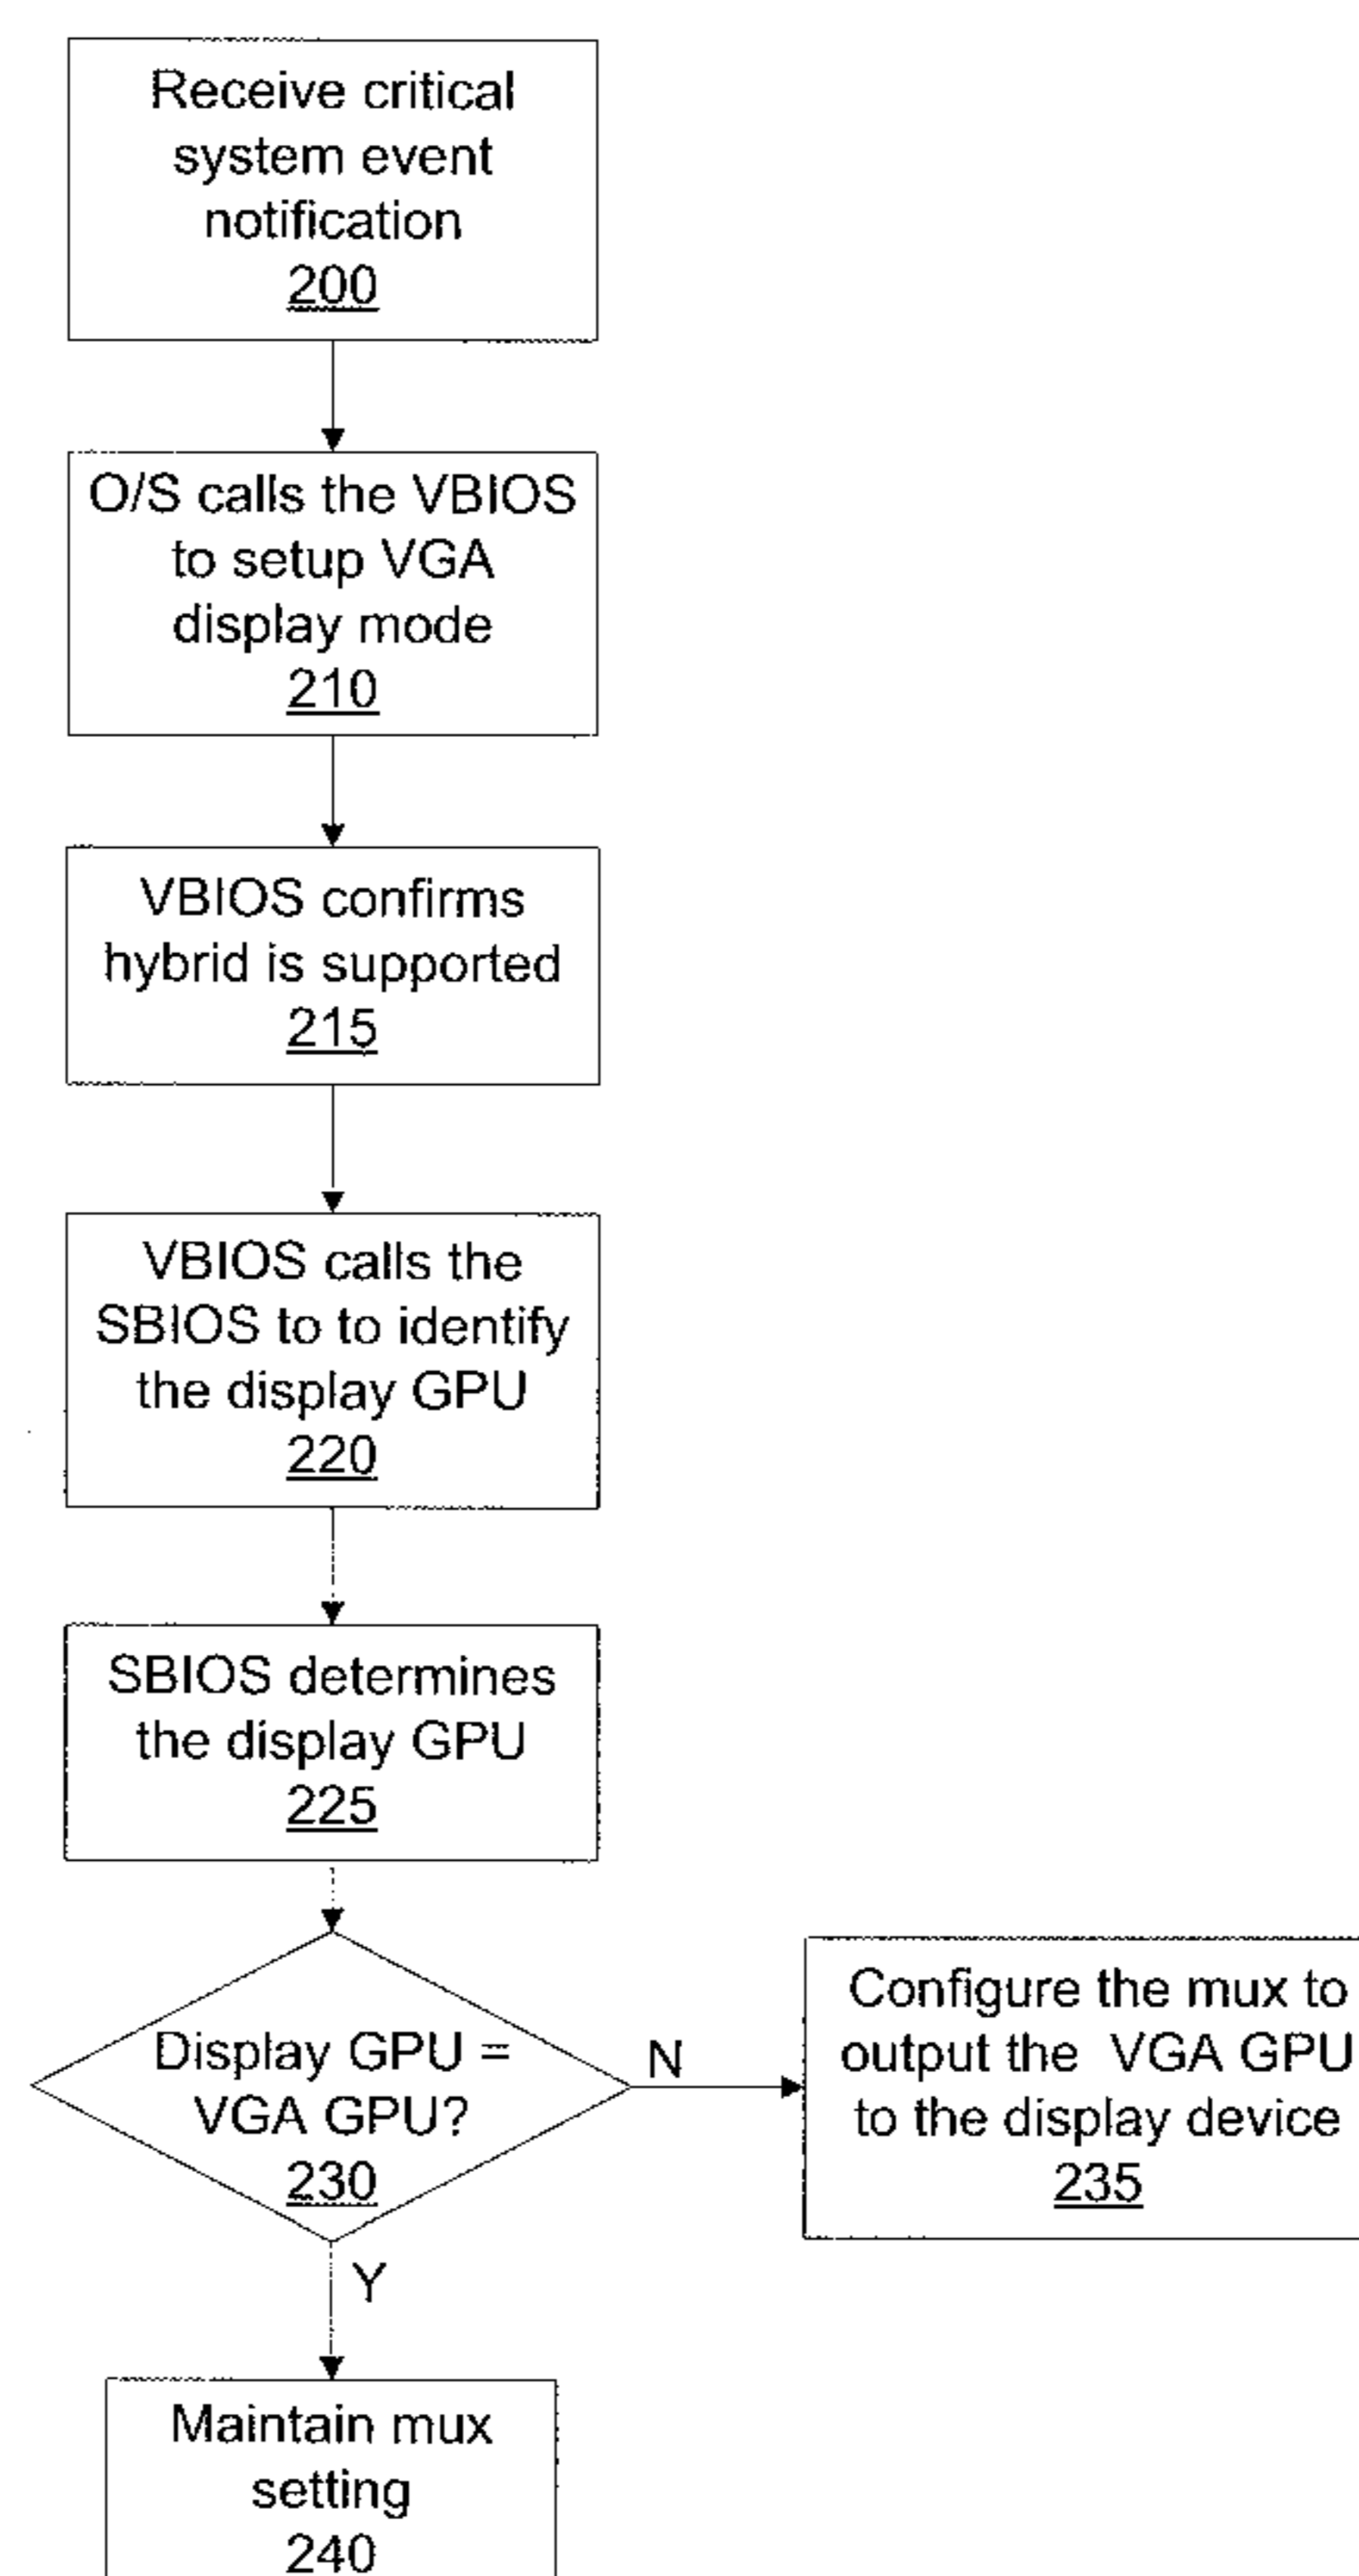 Receive critical
system event
notification
200
O/S calls the VBIOS
to setup VGA
display mode
210
VBIOS confirms
hybrid is supported
215
VBIOS calls the
SBIOS to to identify
the display GPU
220
SBIOS determines
the display GPU
225
Display GPU =
VGA GPU?
230
N
Configure the mux to
output the VGA GPU
to the display device
235
Y
Maintain mux
setting
240